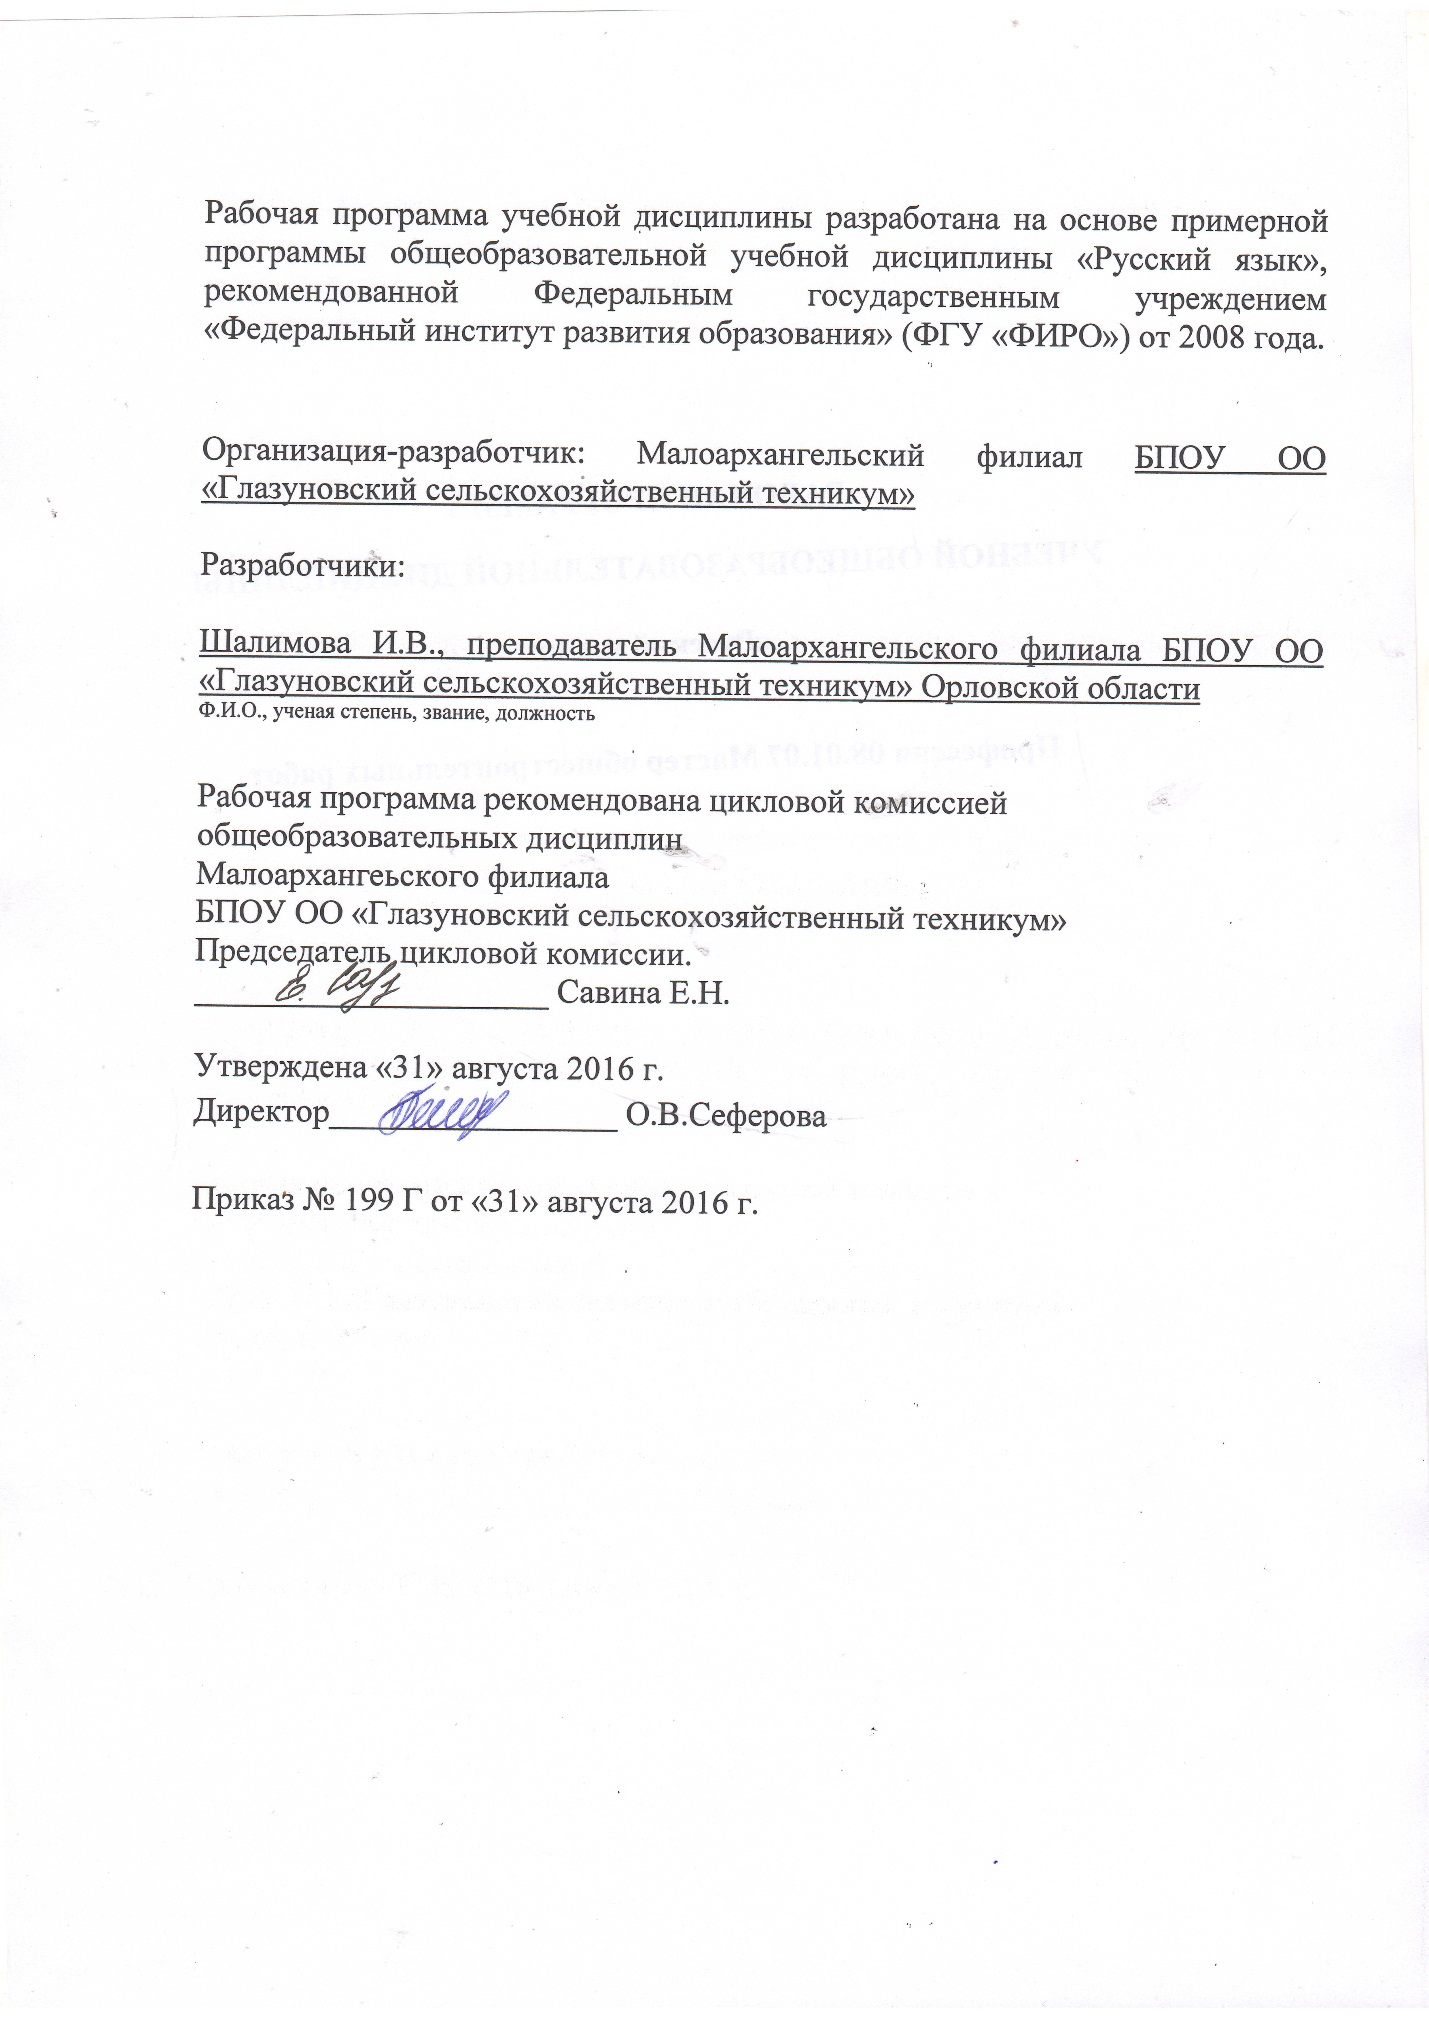 Рабочая программа учебной дисциплины разработана на основе примерной
программы общеобразовательной учебной дисциплины «Русский язык»,
рекомендованной Федеральным государственным учреждением
«Федеральный институт развития образования» (ФГУ «ФИРО») от 2008 года.
Организация-разработчик: Малоархангельский филиал БПОУ ОО
«Глазуновский сельскохозяйственный техникум»
Разработчики:
Шалимова И.В., преподаватель Малоархангельского филиала БПОУ ОО
«Глазуновский сельскохозяйственный техникум» Орловской области
Ф.И.О., ученая степень, звание, должность
Рабочая программа рекомендована цикловой комиссией
общеобразовательных дисциплин
Малоархангеьского филиала
БПОУ ОО «Глазуновский сельскохозяйственный техникум»
Председатель цикловой комиссии.
Савина Е.Н.
Утверждена «31» августа 2016 г.
Директор О.В.Сеферова
Приказ № 199 Г от «31» августа 2016 г.